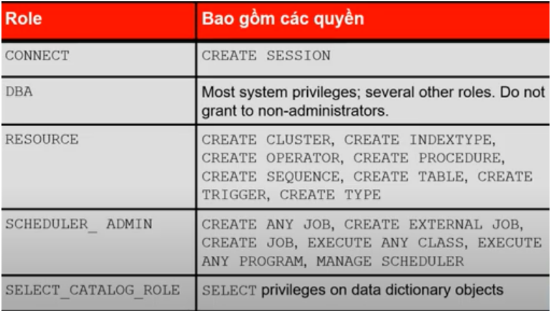 Role
Bao gồm các quyền
CONNECT
CREATE SESSION
DBA
Most system privileges; several other roles. Do not
grant to non-administrators.
RESOURCE
CREATE CLUSTER, CREATE INDEXTYPE,
CREATE OPERATOR, CREATE PROCEDURE,
CREATE SEQUENCE, CREATE TABLE, CREATE
TRIGGER, CREATE TYPE
SCHEDULER_ ADMIN
CREATE ANY JOB, CREATE EXTERNAL JOB,
CREATE JOB, EXECUTE ANY CLASS, EXECUTE
ANY PROGRAM, MANAGE SCHEDULER
SELECT_CATALOG_ROLE
SELECT privileges on data dictionary objects